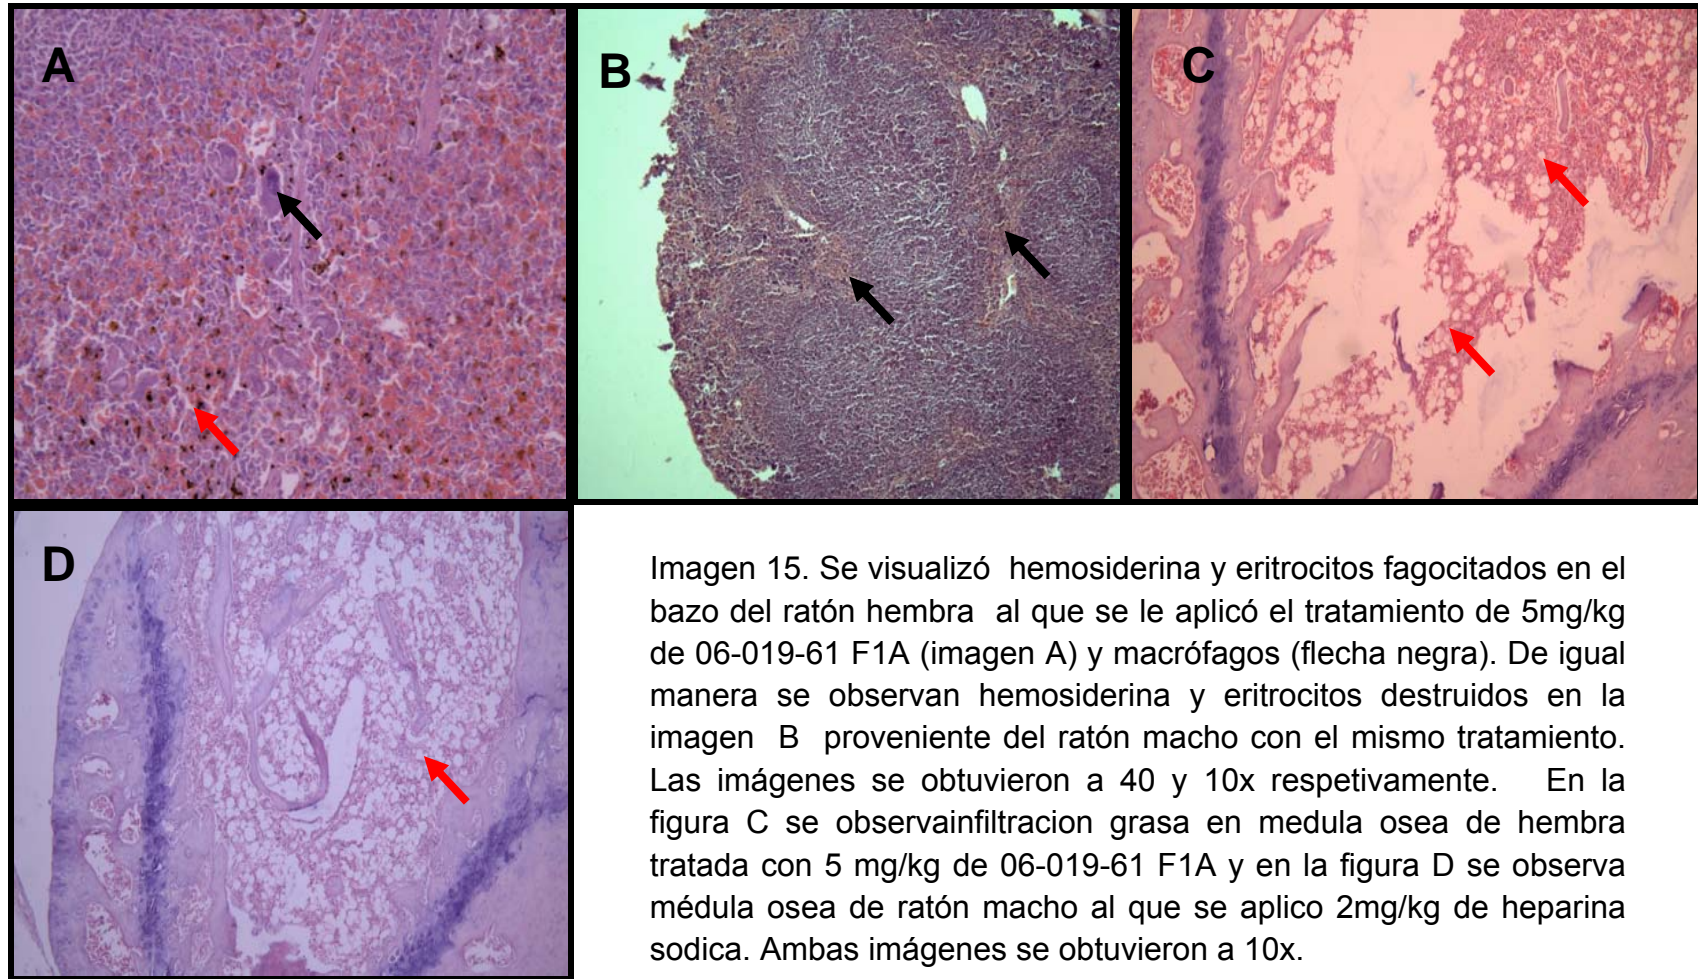 A
B
C
D
Imagen 15. Se visualizó hemosiderina y eritrocitos fagocitados en el
bazo del ratón hembra al que se le aplicó el tratamiento de 5mg/kg
de 06-019-61 F1A (imagen A) y macrófagos (flecha negra). De igual
manera se observan hemosiderina y eritrocitos destruidos en la
imagen B proveniente del ratón macho con el mismo tratamiento.
Las imágenes se obtuvieron a 40 y 10x respetivamente. En la
figura C se observainfiltracion grasa en medula osea de hembra
tratada con 5 mg/kg de 06-019-61 F1A y en la figura D se observa
médula osea de ratón macho al que se aplico 2mg/kg de heparina
sodica. Ambas imágenes se obtuvieron a 10x.